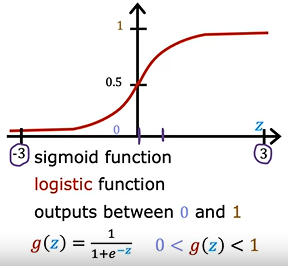 1
0.5
0
z
-3
3
sigmoid function
logistic function
outputs between 0 and 1
g(z) = 1/(1+e^{-z})    0 < g(z) < 1